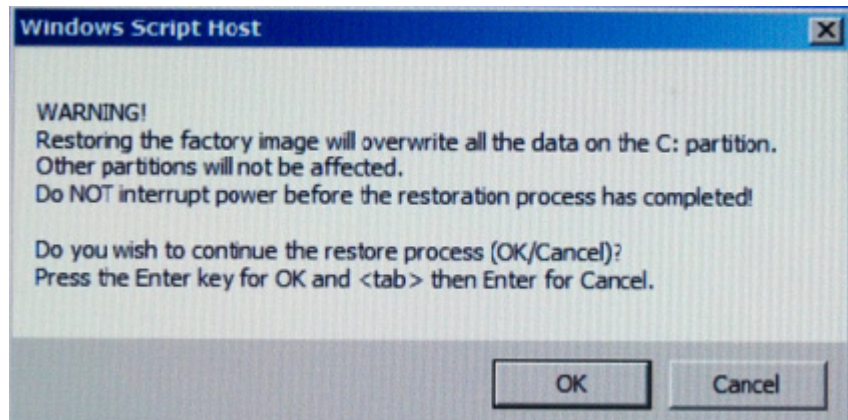 Windows Script Host
WARNING!
Restoring the factory image will overwrite all the data on the C: partition.
Other partitions will not be affected.
Do NOT interrupt power before the restoration process has completed!
Do you wish to continue the restore process (OK/Cancel)?
Press the Enter key for OK and <tab> then Enter for Cancel.
OK Cancel